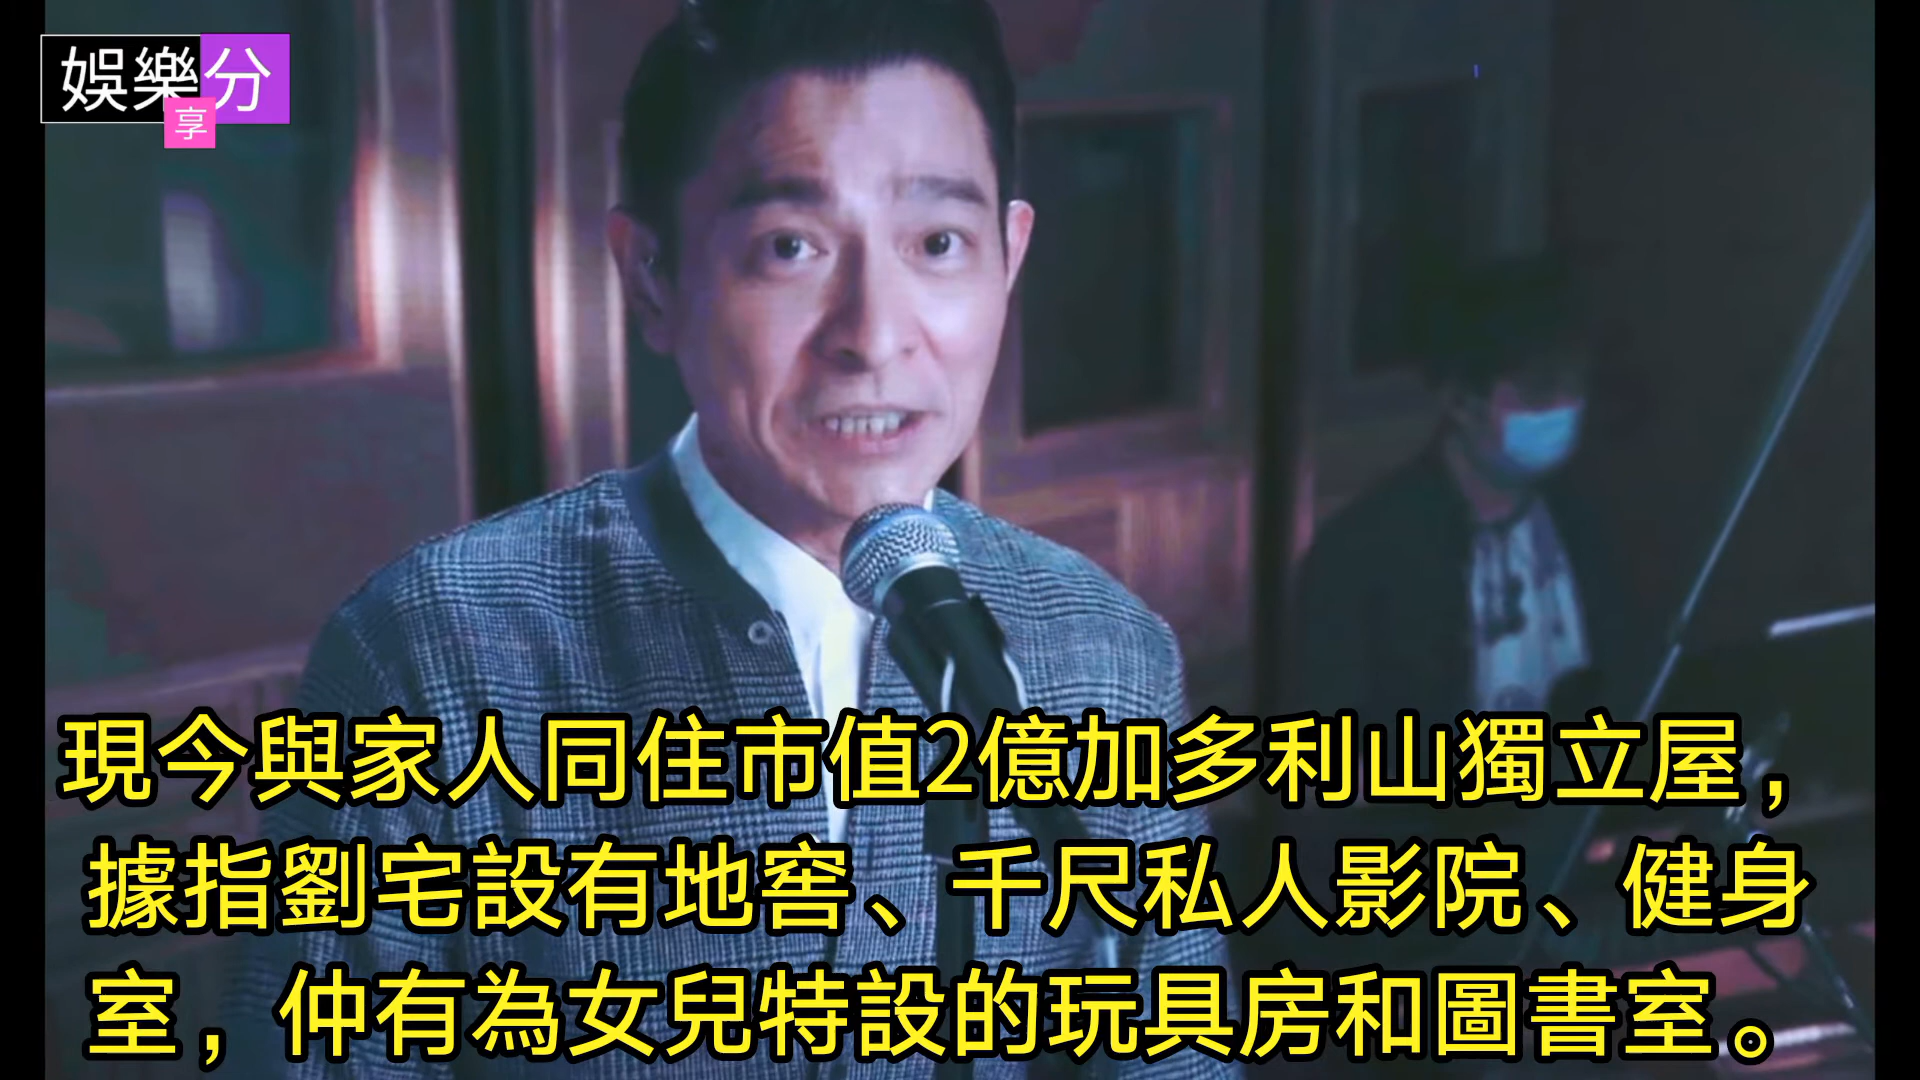 娛樂分
享
現今與家人同住市值2億加多利山獨立屋，
據指劉宅設有地窖、千尺私人影院、健身
室，仲有為女兒特設的玩具房和圖書室。